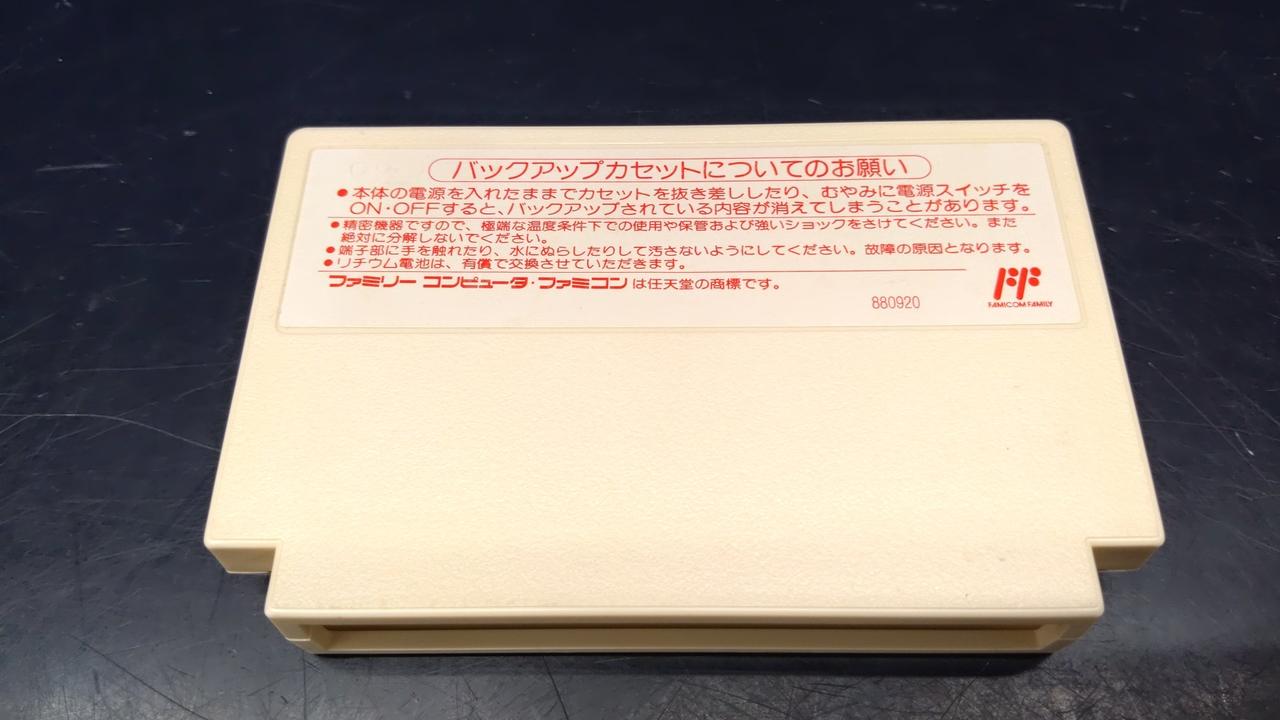 バックアップカセットについてのお願い
●本体の電源を入れたままでカセットを抜き差ししたり、むやみに電源スイッチを
ON・OFFすると、バックアップされている内容が消えてしまうことがあります。
●精密機器ですので、極端な温度条件下での使用や保管および強いショックをさけてください。また
絶対に分解しないでください。
●端子部に手を触れたり、水にぬらしたりして汚さないようにしてください。故障の原因となります。
●リチウム電池は、有償で交換させていただきます。
ファミリーコンピュータ・ファミコンは任天堂の商標です。
880920
FAMICOM FAMILY